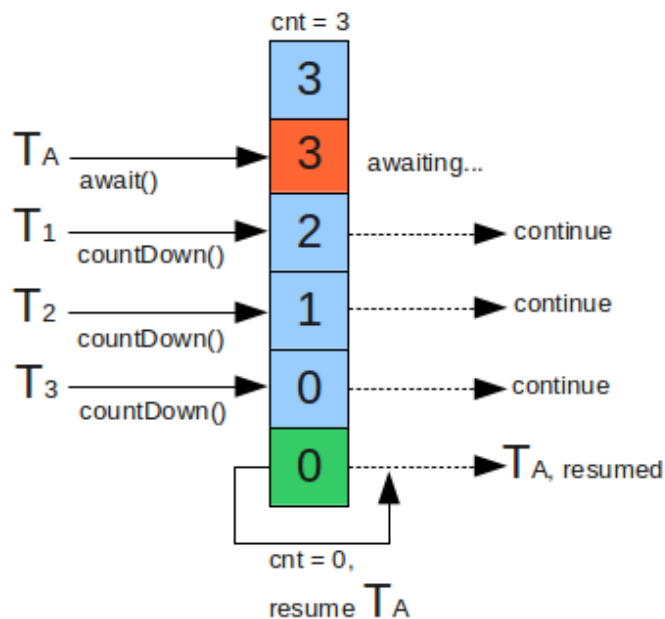 cnt = 3
3
TA 3 awaiting...
await()
T1 2 continue
countDown()
T2 1 continue
countDown()
T3 0 continue
countDown()
0 TA, resumed
cnt = 0,
resume TA